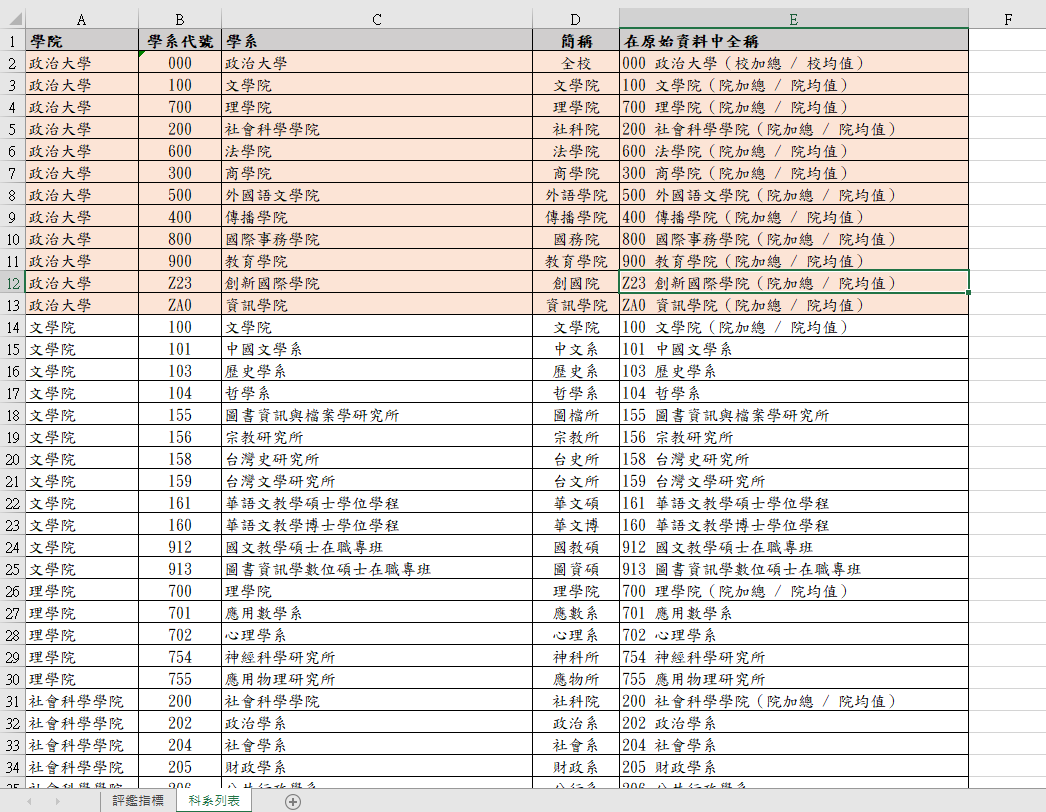 A B C D E F
1 學院 學系代號 學系 簡稱 在原始資料中全稱
2 政治大學 000 政治大學 全校 000 政治大學（校加總 / 校均值）
3 政治大學 100 文學院 文學院 100 文學院（院加總 / 院均值）
4 政治大學 700 理學院 理學院 700 理學院（院加總 / 院均值）
5 政治大學 200 社會科學學院 社科院 200 社會科學學院（院加總 / 院均值）
6 政治大學 600 法學院 法學院 600 法學院（院加總 / 院均值）
7 政治大學 300 商學院 商學院 300 商學院（院加總 / 院均值）
8 政治大學 500 外國語文學院 外語學院 500 外國語文學院（院加總 / 院均值）
9 政治大學 400 傳播學院 傳播學院 400 傳播學院（院加總 / 院均值）
10 政治大學 800 國際事務學院 國務院 800 國際事務學院（院加總 / 院均值）
11 政治大學 900 教育學院 教育學院 900 教育學院（院加總 / 院均值）
12 政治大學 Z23 創新國際學院 創國院 Z23 創新國際學院（院加總 / 院均值）
13 政治大學 ZA0 資訊學院 資訊學院 ZA0 資訊學院（院加總 / 院均值）
14 文學院 100 文學院 文學院 100 文學院（院加總 / 院均值）
15 文學院 101 中國文學系 中文系 101 中國文學系
16 文學院 103 歷史學系 歷史系 103 歷史學系
17 文學院 104 哲學系 哲學系 104 哲學系
18 文學院 155 圖書資訊與檔案學研究所 圖檔所 155 圖書資訊與檔案學研究所
19 文學院 156 宗教研究所 宗教所 156 宗教研究所
20 文學院 158 台灣史研究所 台史所 158 台灣史研究所
21 文學院 159 台灣文學研究所 台文所 159 台灣文學研究所
22 文學院 161 華語文教學碩士學位學程 華文碩 161 華語文教學碩士學位學程
23 文學院 160 華語文教學博士學位學程 華文博 160 華語文教學博士學位學程
24 文學院 912 國文教學碩士在職專班 國教碩 912 國文教學碩士在職專班
25 文學院 913 圖書資訊學數位碩士在職專班 圖資碩 913 圖書資訊學數位碩士在職專班
26 理學院 700 理學院 理學院 700 理學院（院加總 / 院均值）
27 理學院 701 應用數學系 應數系 701 應用數學系
28 理學院 702 心理學系 心理系 702 心理學系
29 理學院 754 神經科學研究所 神科所 754 神經科學研究所
30 理學院 755 應用物理研究所 應物所 755 應用物理研究所
31 社會科學學院 200 社會科學學院 社科院 200 社會科學學院（院加總 / 院均值）
32 社會科學學院 202 政治學系 政治系 202 政治學系
33 社會科學學院 204 社會學系 社會系 204 社會學系
34 社會科學學院 205 財政學系 財政系 205 財政學系
評鑑指標 科系列表